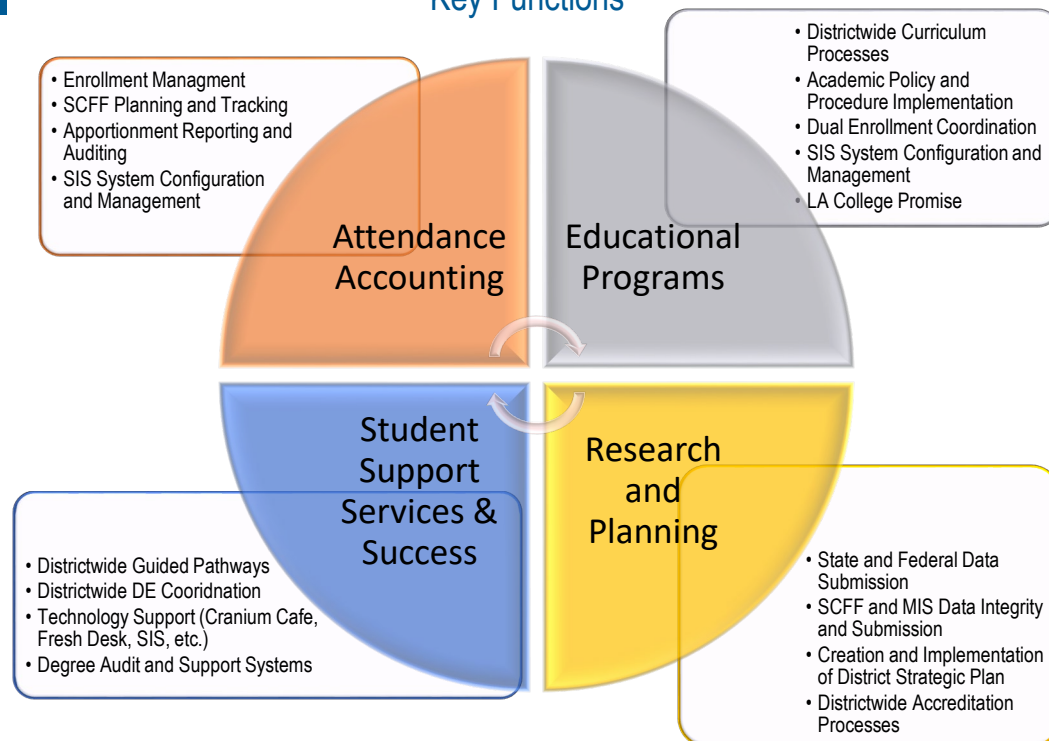 Key Functions
• Enrollment Managment
• SCFF Planning and Tracking
• Apportionment Reporting and
Auditing
• SIS System Configuration
and Management
• Districtwide Curriculum
Processes
• Academic Policy and
Procedure Implementation
• Dual Enrollment Coordination
• SIS System Configuration and
Management
• LA College Promise
Attendance
Accounting
Educational
Programs
Student
Support
Services &
Success
Research
and
Planning
• Districtwide Guided Pathways
• Districtwide DE Cooridnation
• Technology Support (Cranium Cafe,
Fresh Desk, SIS, etc.)
• Degree Audit and Support Systems
• State and Federal Data
Submission
• SCFF and MIS Data Integrity
and Submission
• Creation and Implementation
of District Strategic Plan
• Districtwide Accreditation
Processes